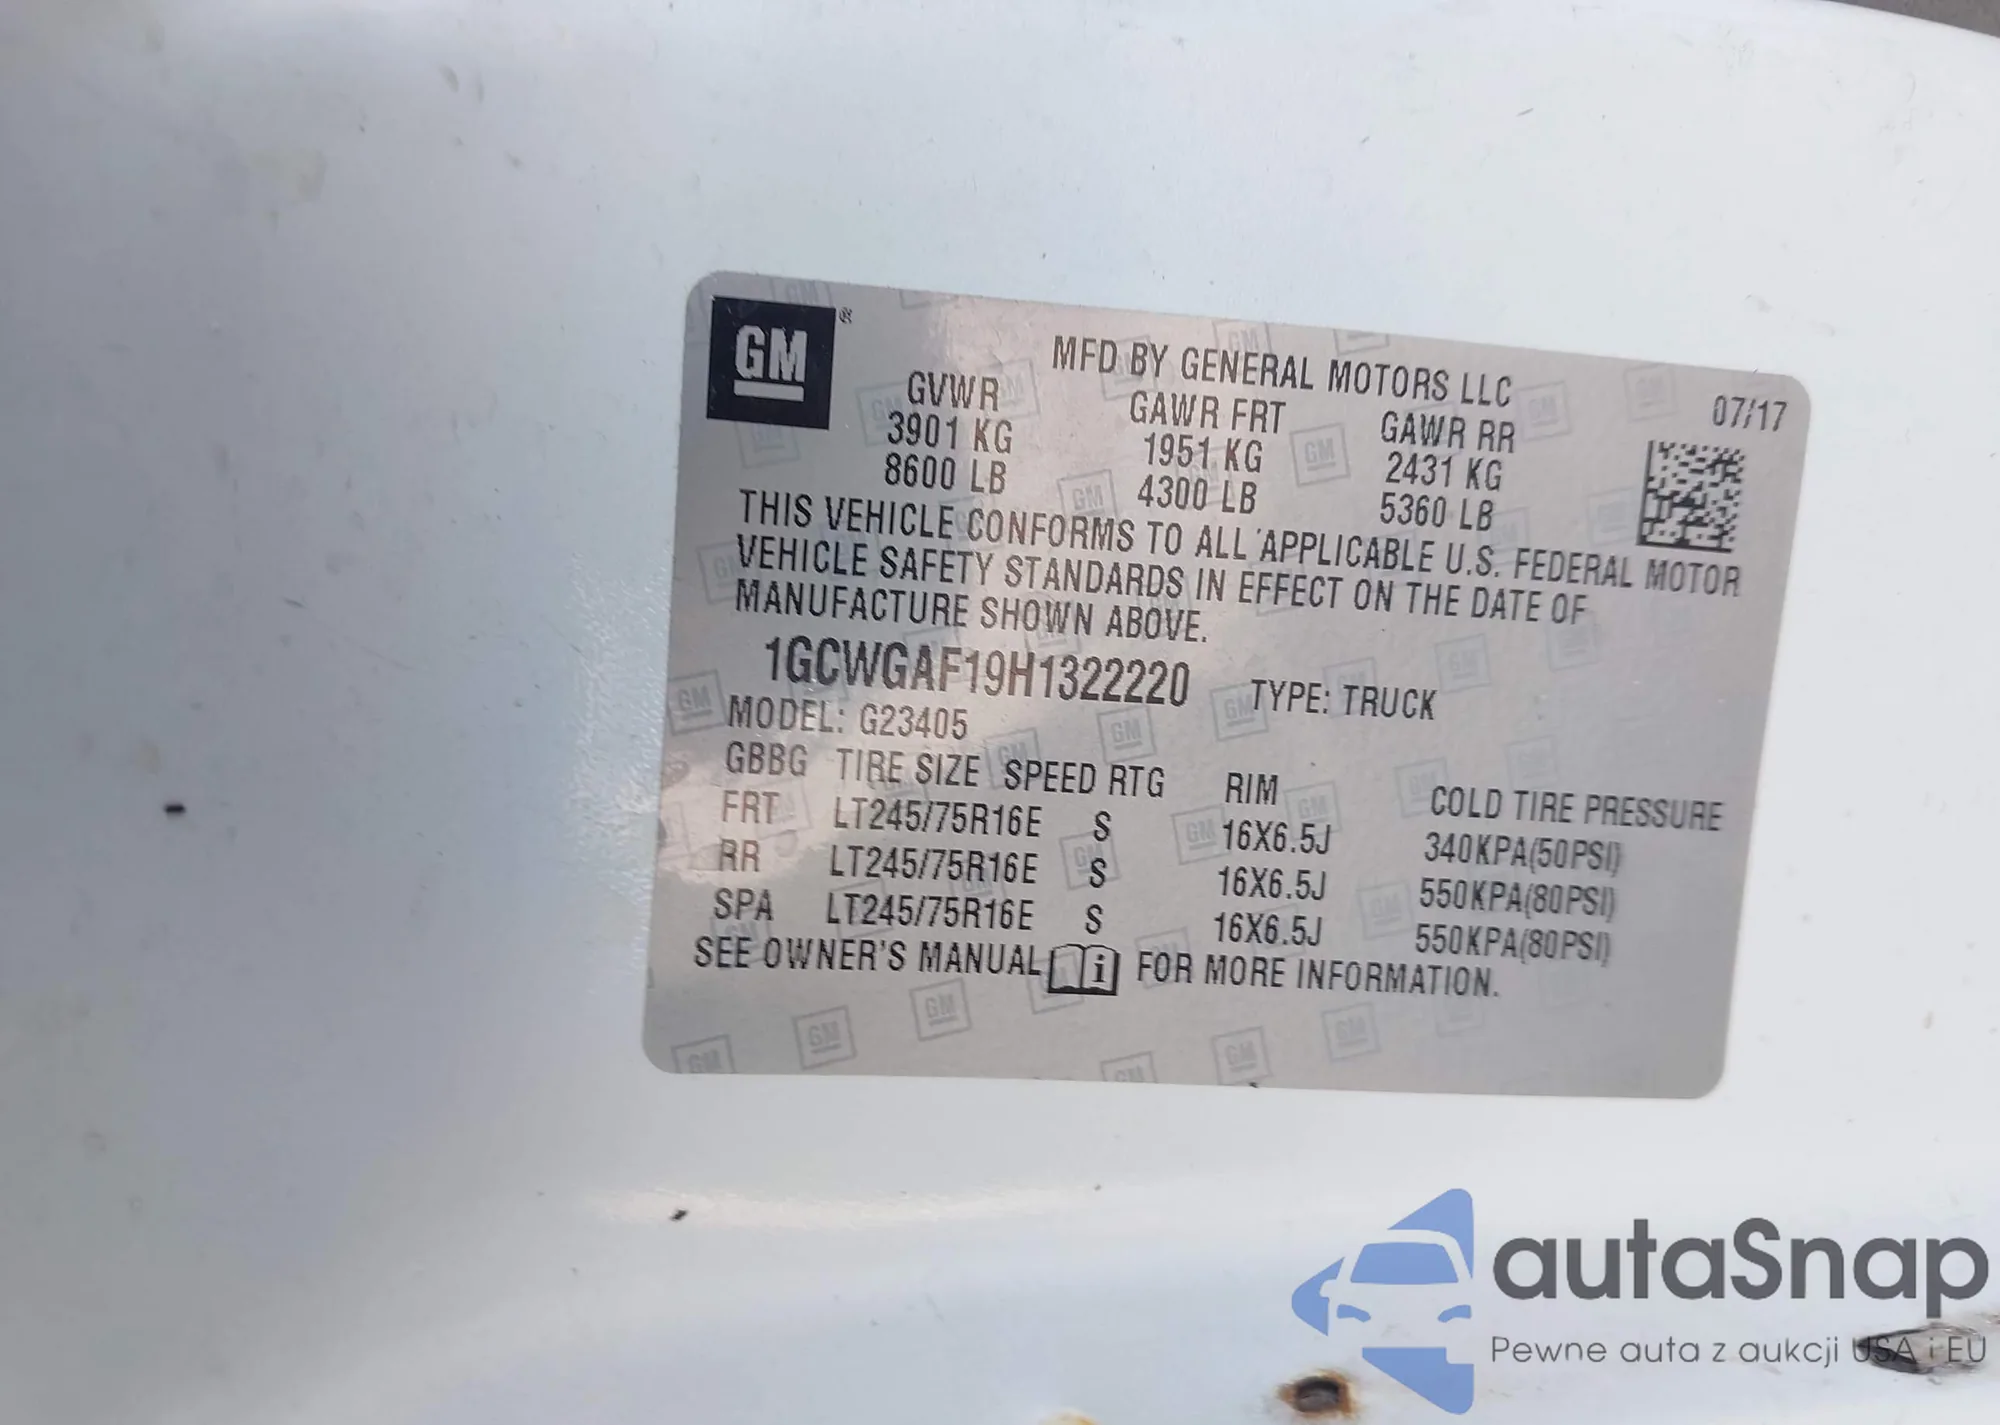 GM ®
MFD BY GENERAL MOTORS LLC 07/17
GVWR GAWR FRT GAWR RR
3901 KG 1951 KG 2431 KG
8600 LB 4300 LB 5360 LB
THIS VEHICLE CONFORMS TO ALL APPLICABLE U.S. FEDERAL MOTOR
VEHICLE SAFETY STANDARDS IN EFFECT ON THE DATE OF
MANUFACTURE SHOWN ABOVE.
1GCWGAF19H1322220 TYPE: TRUCK
MODEL: G23405
GBBG TIRE SIZE SPEED RTG RIM COLD TIRE PRESSURE
FRT LT245/75R16E S 16X6.5J 340KPA(50PSI)
RR LT245/75R16E S 16X6.5J 550KPA(80PSI)
SPA LT245/75R16E S 16X6.5J 550KPA(80PSI)
SEE OWNER'S MANUAL i FOR MORE INFORMATION.
autaSnap
Pewne auta z aukcji USA i EU